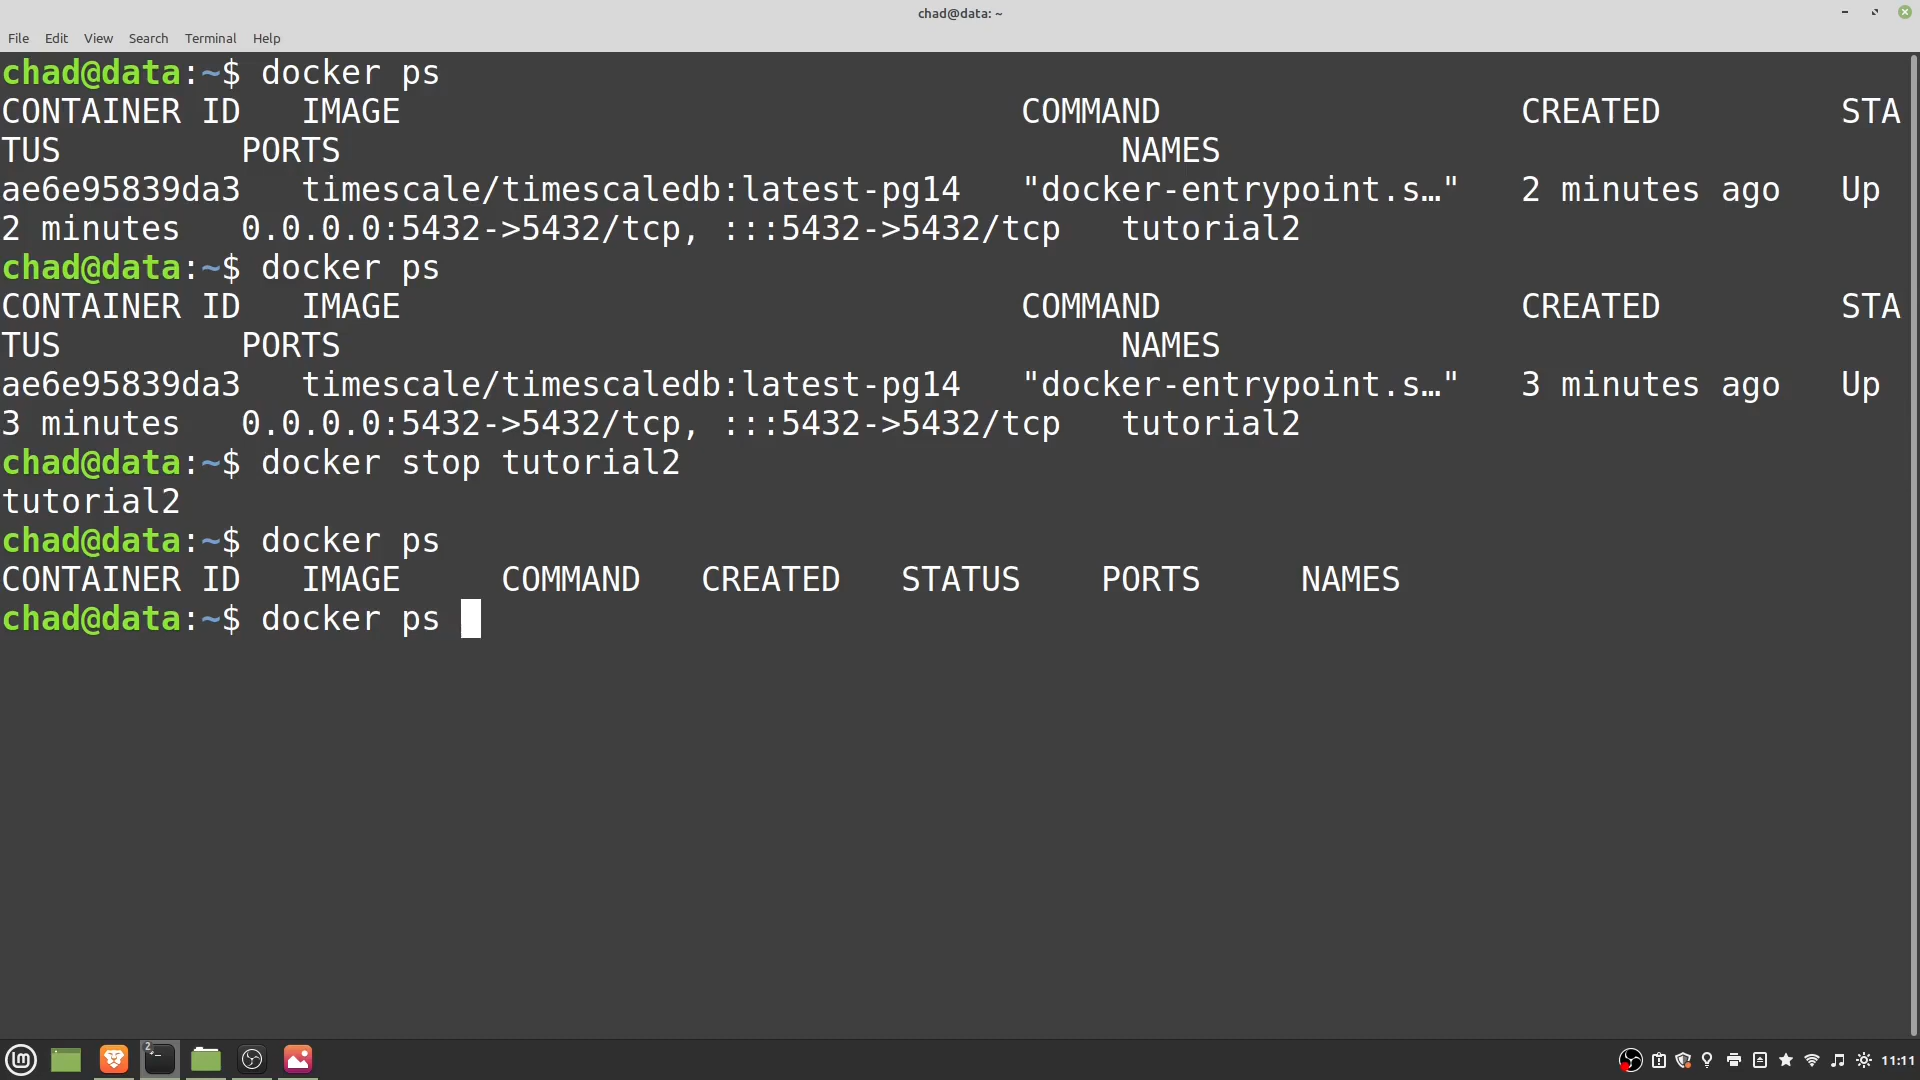 chad@data: ~
File Edit View Search Terminal Help
chad@data:~$ docker ps
CONTAINER ID   IMAGE                               COMMAND                  CREATED         STA
TUS         PORTS                                       NAMES
ae6e95839da3   timescale/timescaledb:latest-pg14   "docker-entrypoint.s…"   2 minutes ago   Up
2 minutes   0.0.0.0:5432->5432/tcp, :::5432->5432/tcp   tutorial2
chad@data:~$ docker ps
CONTAINER ID   IMAGE                               COMMAND                  CREATED         STA
TUS         PORTS                                       NAMES
ae6e95839da3   timescale/timescaledb:latest-pg14   "docker-entrypoint.s…"   3 minutes ago   Up
3 minutes   0.0.0.0:5432->5432/tcp, :::5432->5432/tcp   tutorial2
chad@data:~$ docker stop tutorial2
tutorial2
chad@data:~$ docker ps
CONTAINER ID   IMAGE     COMMAND   CREATED   STATUS    PORTS     NAMES
chad@data:~$ docker ps
2
11:11